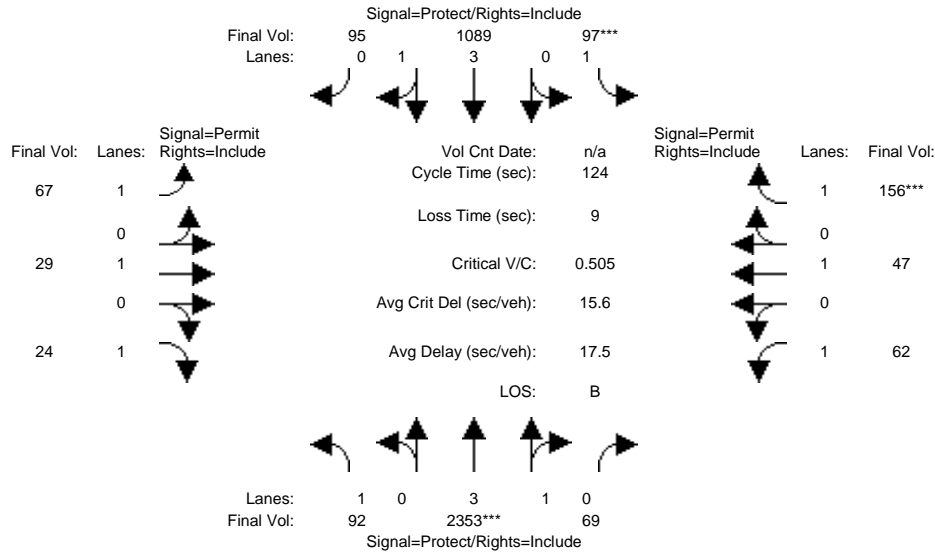 Signal=Protect/Rights=Include
Final Vol: 95 1089 97***
Lanes: 0 1 3 0 1
Signal=Permit Signal=Permit
Final Vol: Lanes: Rights=Include Vol Cnt Date: n/a Rights=Include Lanes: Final Vol:
Cycle Time (sec): 124
67 1 1 156***
Loss Time (sec): 9
0 0
29 1 Critical V/C: 0.505 1 47
0 Avg Crit Del (sec/veh): 15.6 0
24 1 Avg Delay (sec/veh): 17.5 1 62
LOS: B
Lanes: 1 0 3 1 0
Final Vol: 92 2353*** 69
Signal=Protect/Rights=Include